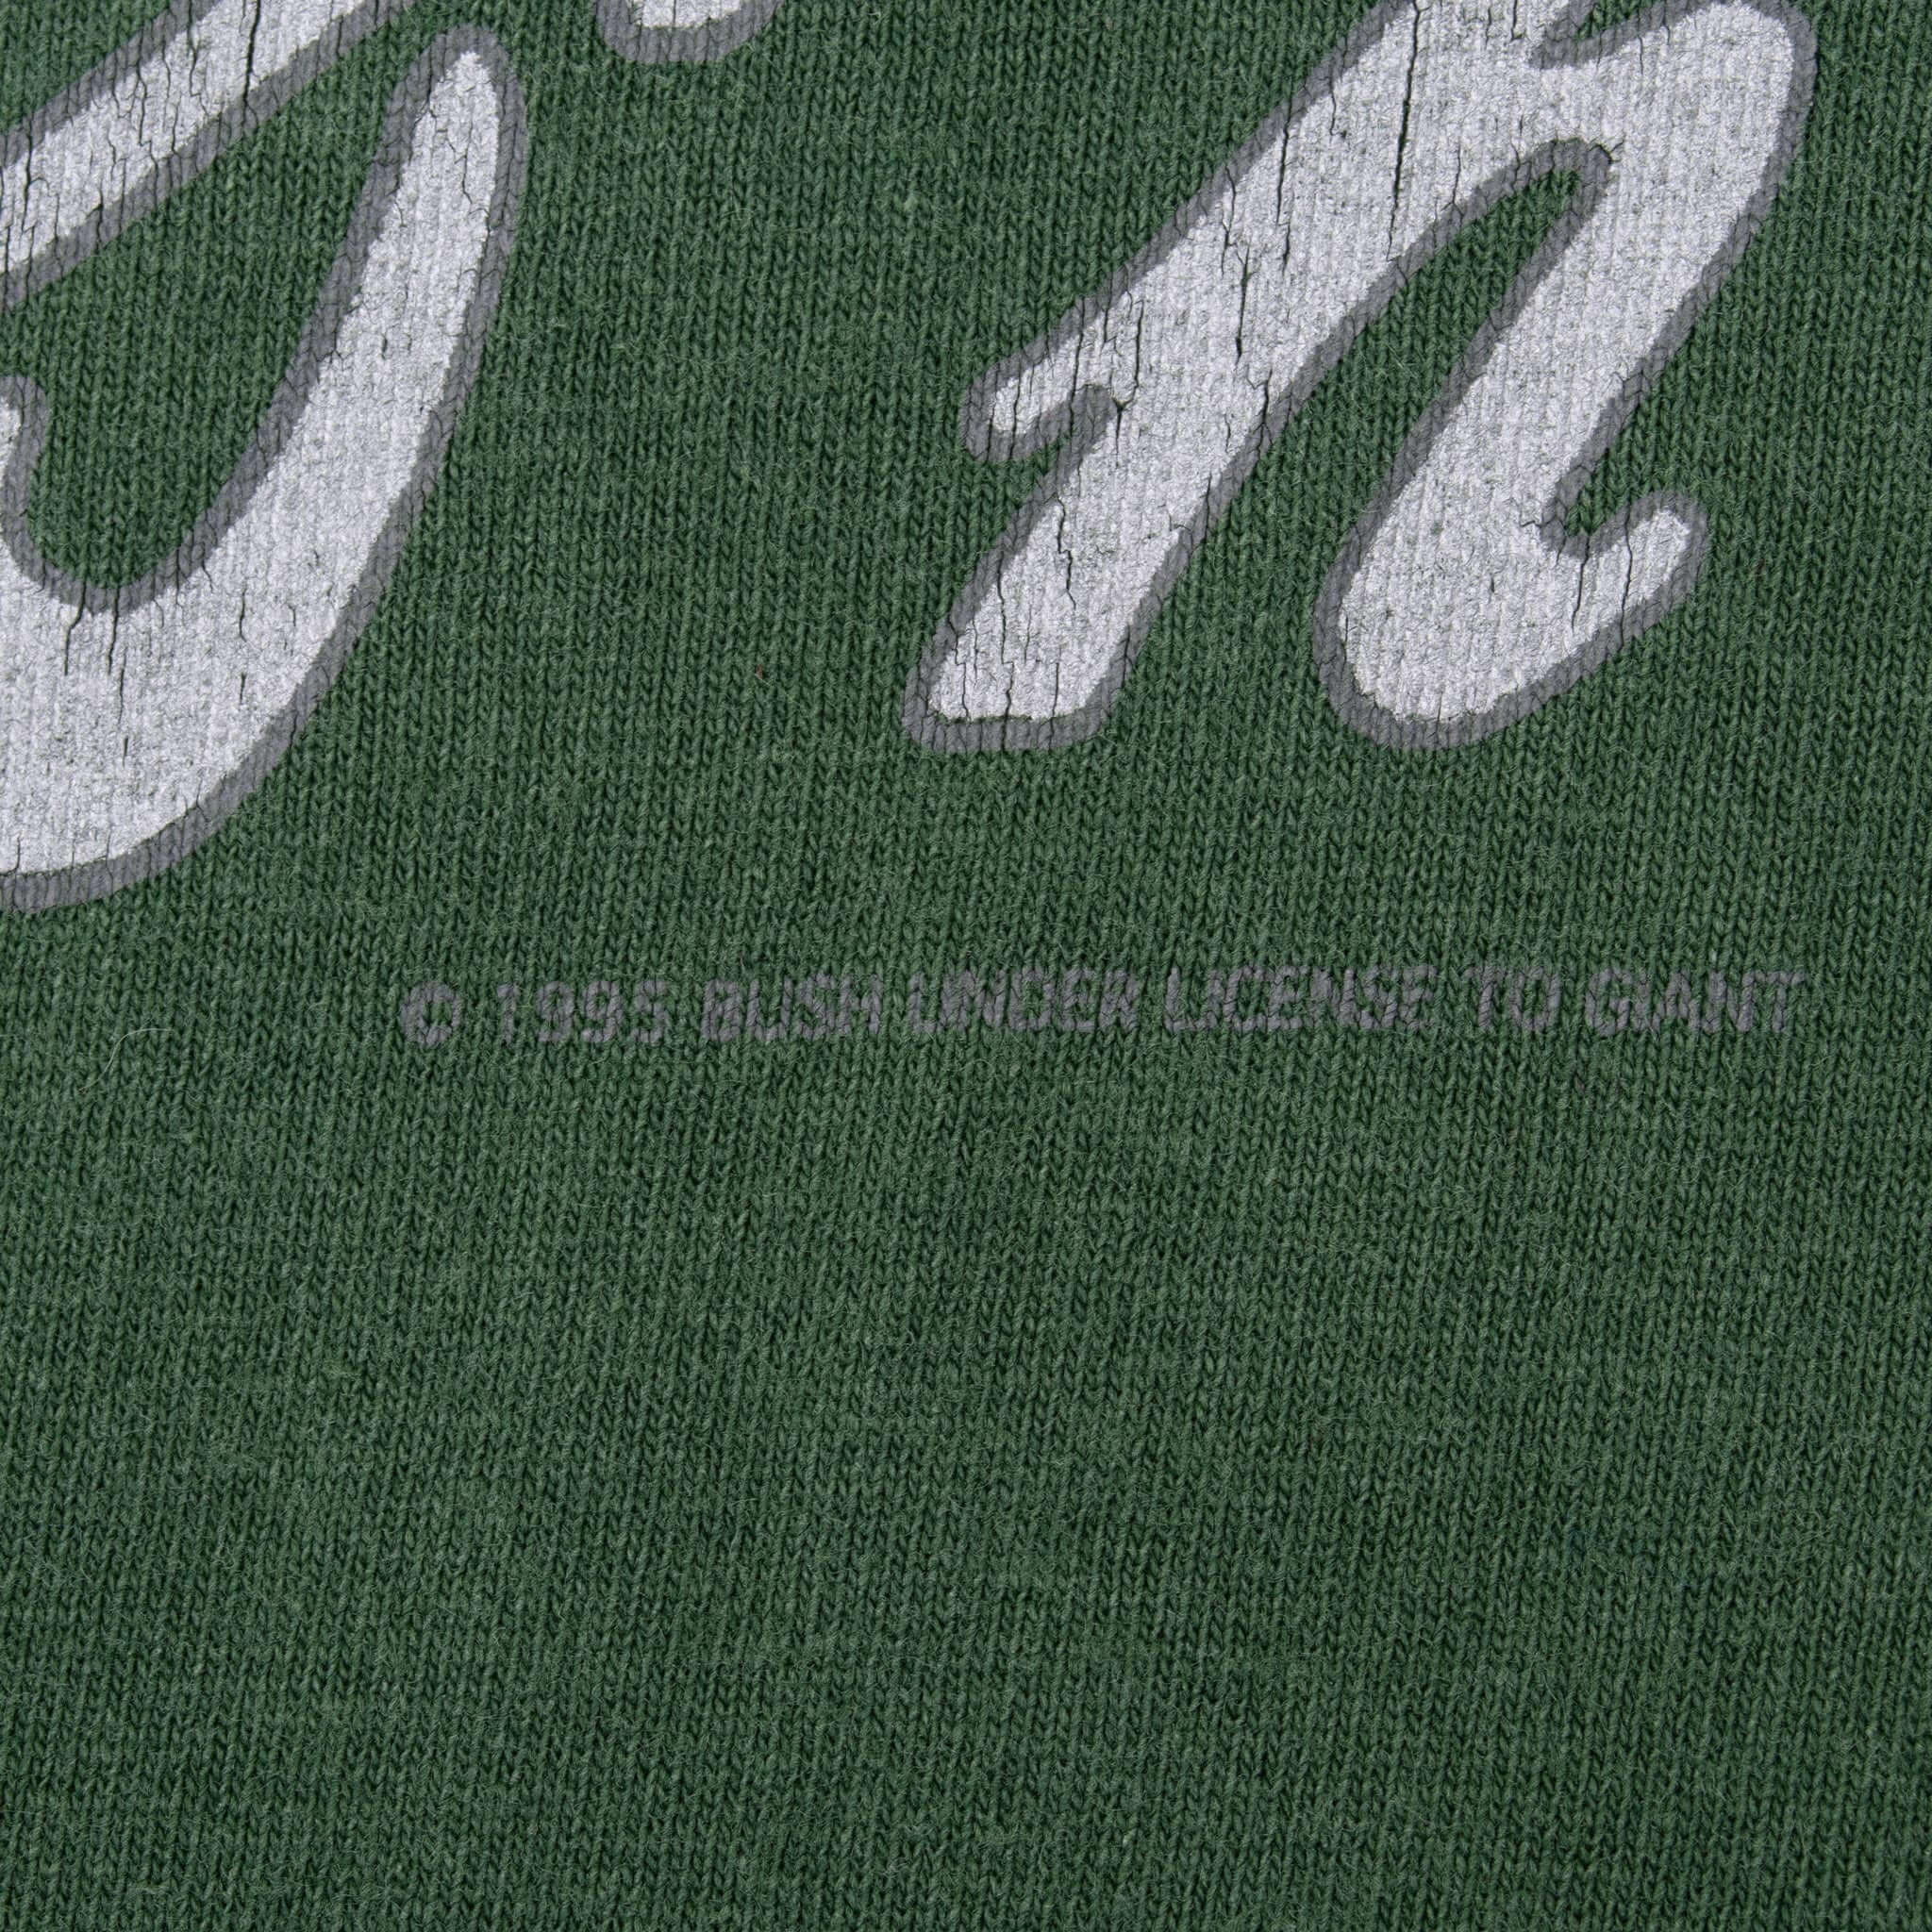 n
© 1995 BUSH UNDER LICENSE TO GIANT